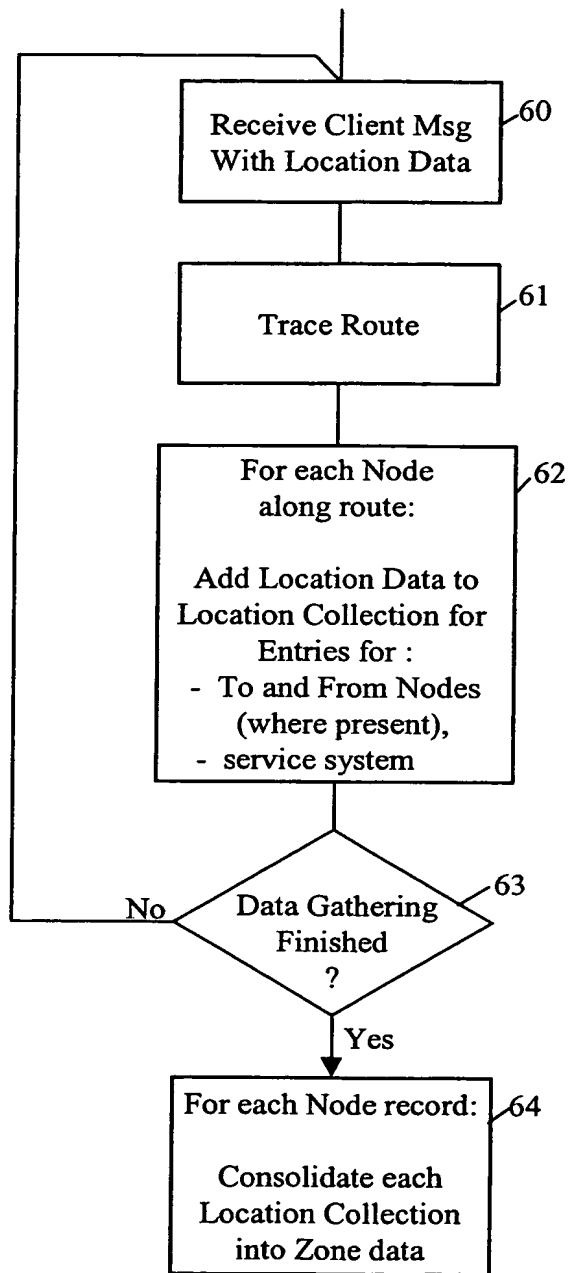 60
Receive Client Msg
With Location Data
61
Trace Route
62
For each Node
along route:
Add Location Data to
Location Collection for
Entries for :
- To and From Nodes
(where present),
- service system
63
No
Data Gathering
Finished
?
Yes
For each Node record:
64
Consolidate each
Location Collection
into Zone data